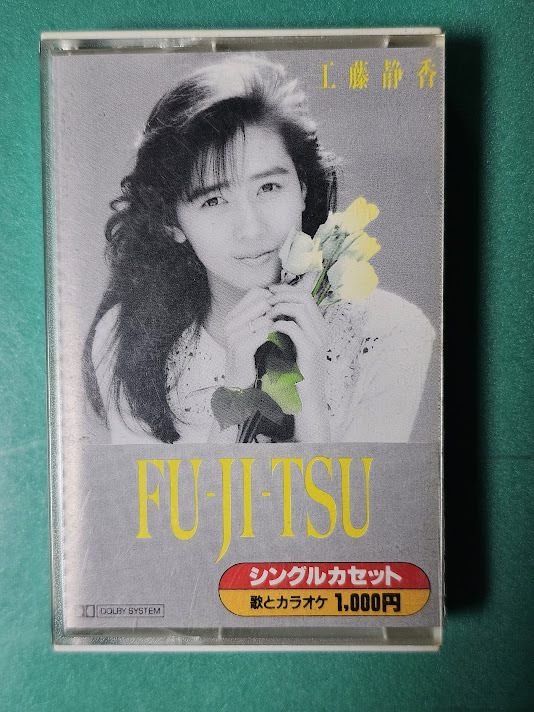 工藤静香
FU-JI-TSU
シングルカセット
歌とカラオケ 1,000円
DOLBY SYSTEM